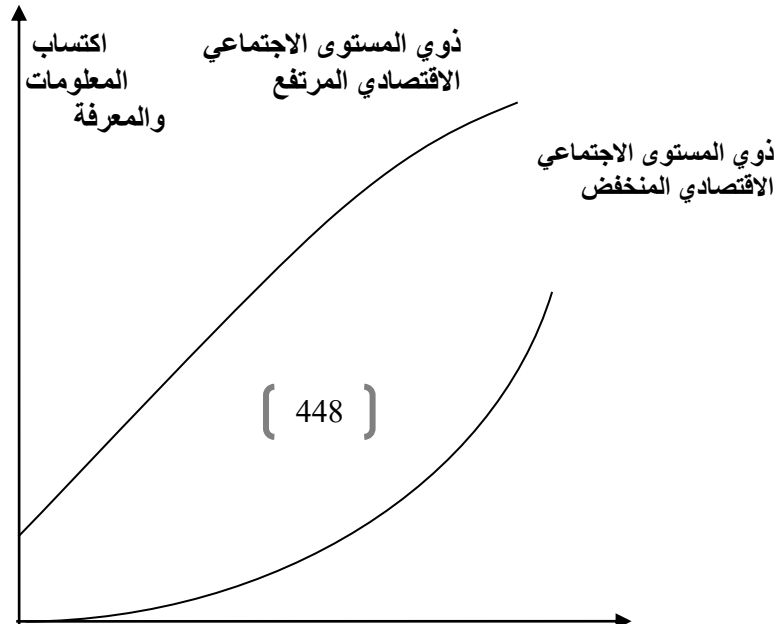 اكتساب
المعلومات
والمعرفة
ذوي المستوى الاجتماعي
الاقتصادي المرتفع
ذوي المستوى الاجتماعي
الاقتصادي المنخفض
448